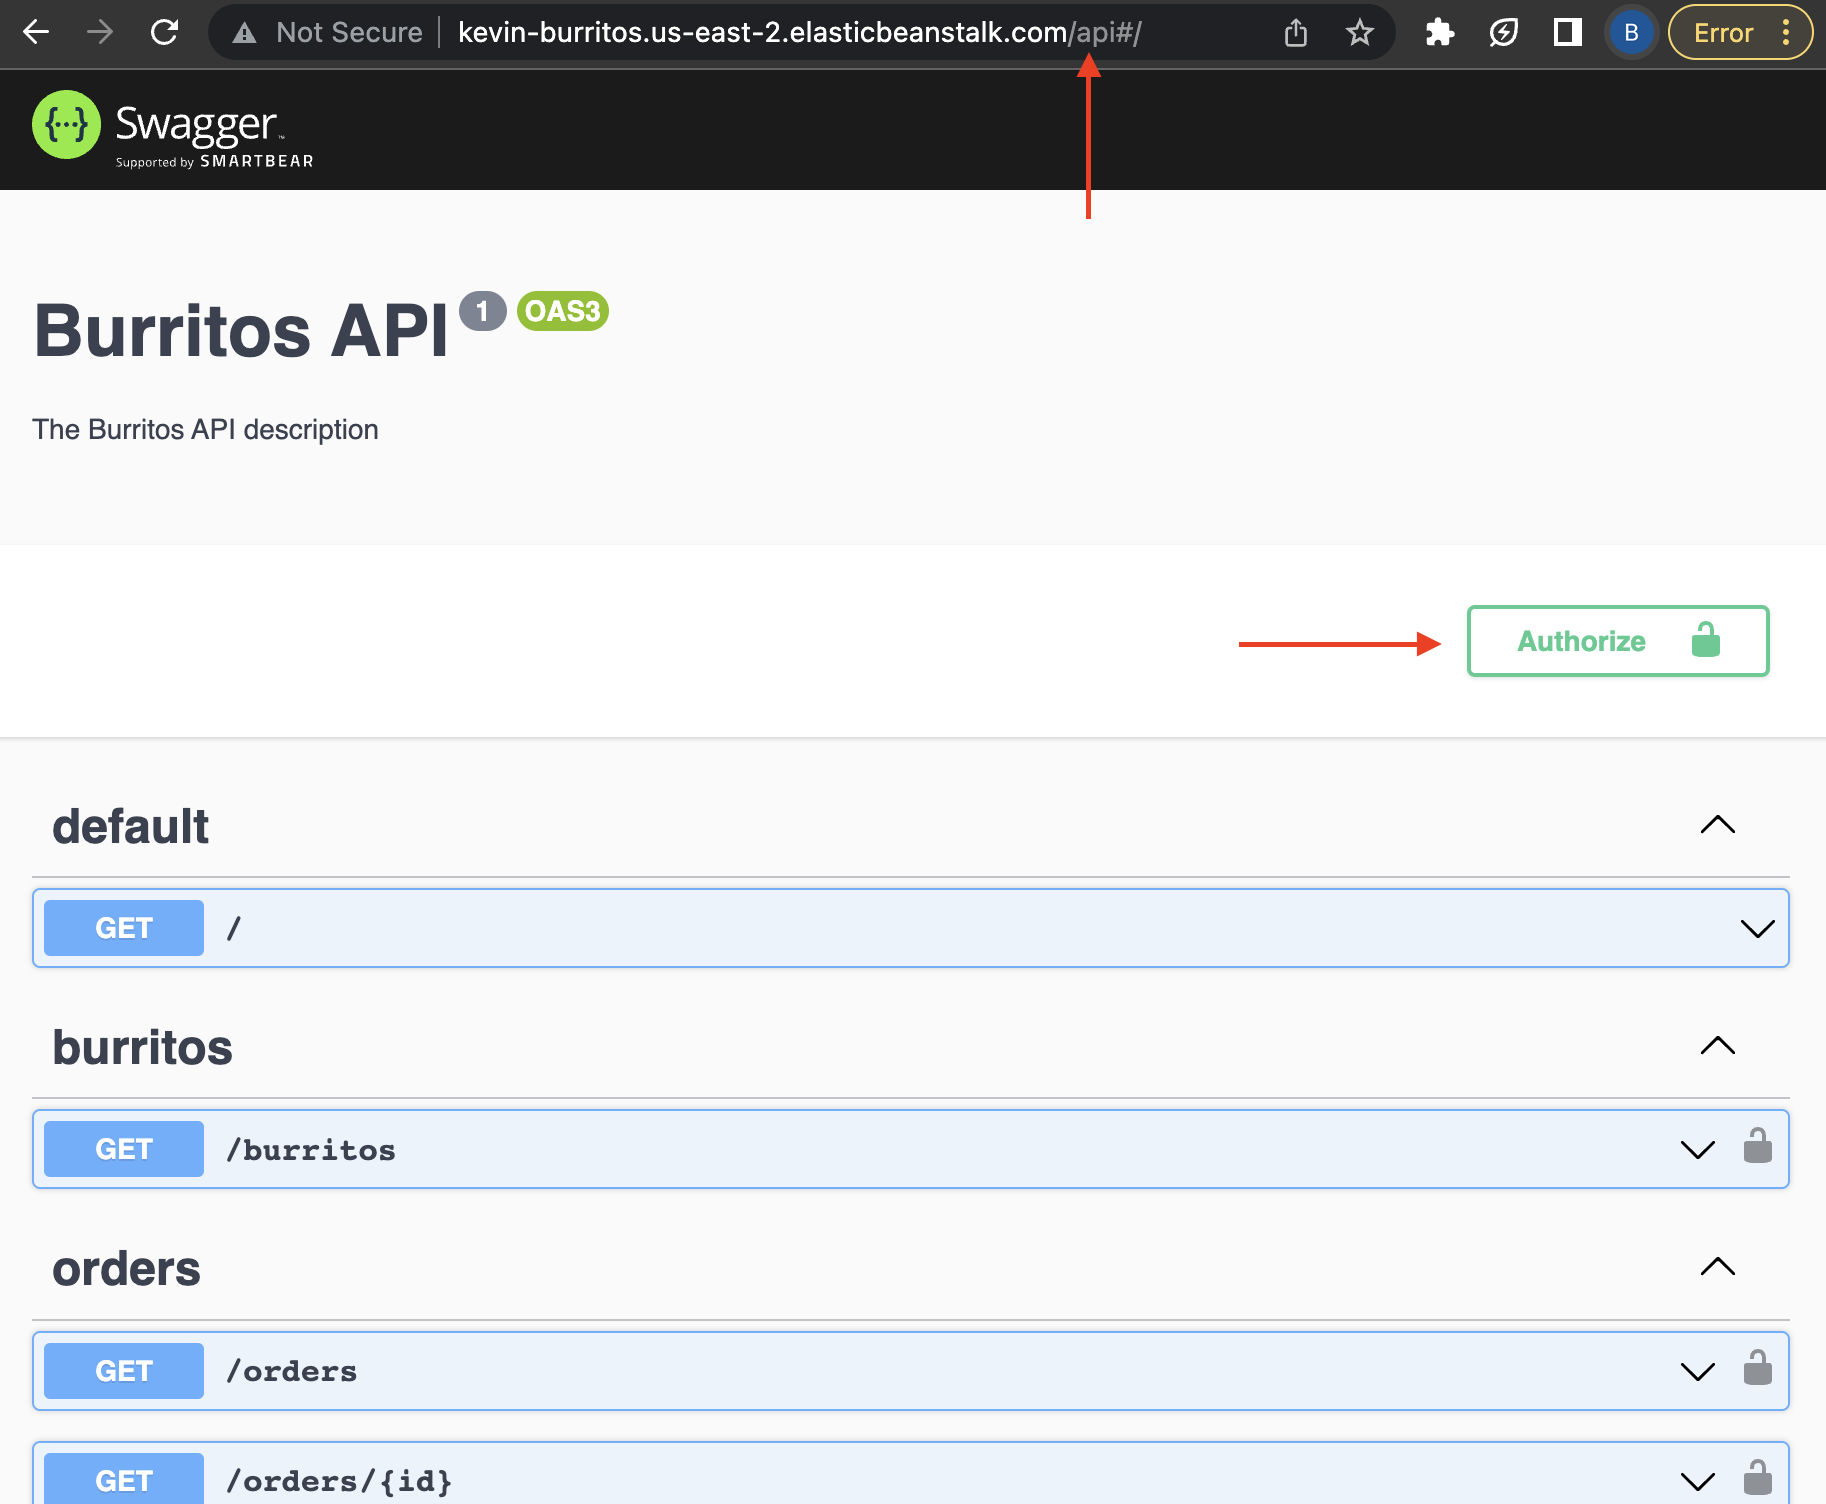 Not Secure kevin-burritos.us-east-2.elasticbeanstalk.com/api#/ B Error
{···} Swagger™
Supported by SMARTBEAR
Burritos API 1 OAS3
The Burritos API description
Authorize
default
GET /
burritos
GET /burritos
orders
GET /orders
GET /orders/{id}